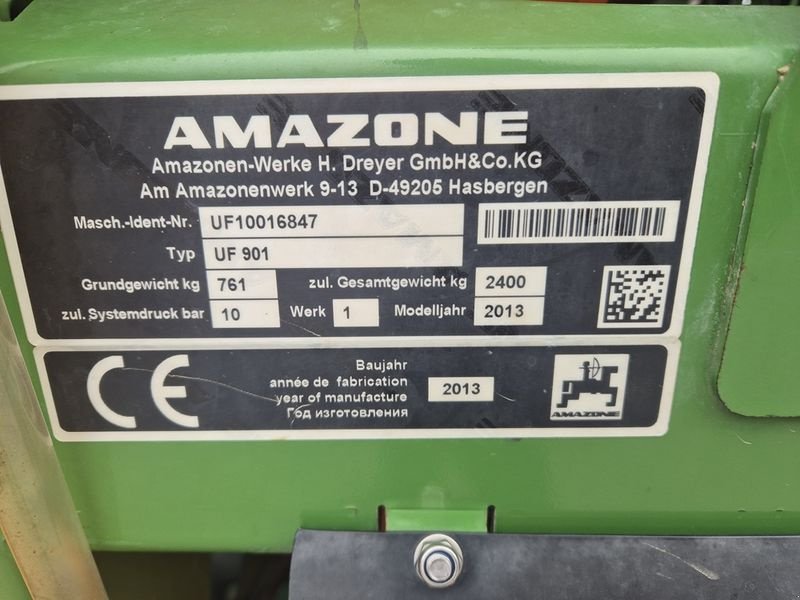 AMAZONE
Amazonen-Werke H. Dreyer GmbH&Co.KG
Am Amazonenwerk 9-13 D-49205 Hasbergen
Masch.-Ident-Nr. UF10016847
Typ UF 901
Grundgewicht kg 761 zul. Gesamtgewicht kg 2400
zul. Systemdruck bar 10 Werk 1 Modelljahr 2013
CE
Baujahr
année de fabrication
year of manufacture 2013
Год изготовления
AMAZONE